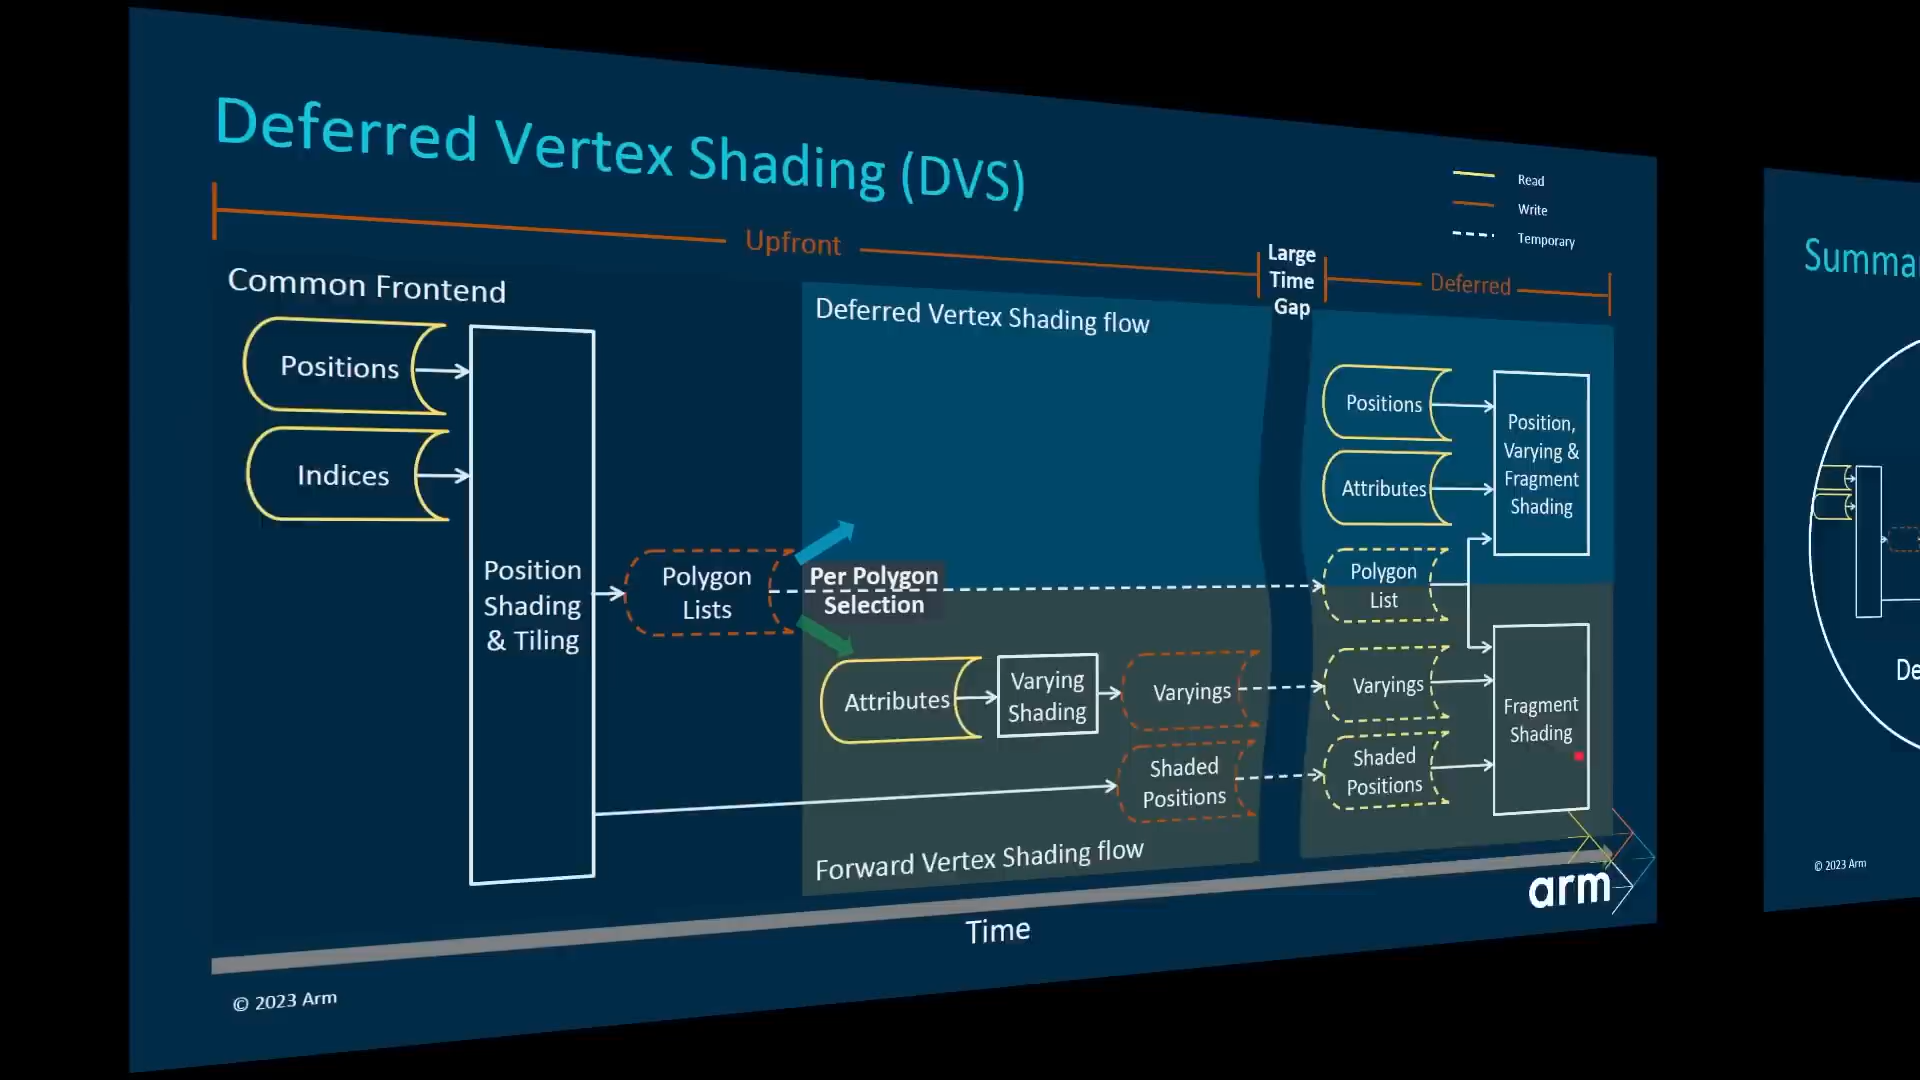 Deferred Vertex Shading (DVS)
Read
Write
Temporary
Upfront
Large
Time
Gap
Deferred
Common Frontend
Positions
Indices
Position
Shading
& Tiling
Polygon
Lists
Deferred Vertex Shading flow
Per Polygon
Selection
Attributes
Varying
Shading
Varyings
Shaded
Positions
Forward Vertex Shading flow
Positions
Attributes
Polygon
List
Varyings
Shaded
Positions
Position,
Varying &
Fragment
Shading
Fragment
Shading
Time
arm
© 2023 Arm
Summa
De
© 2023 Arm